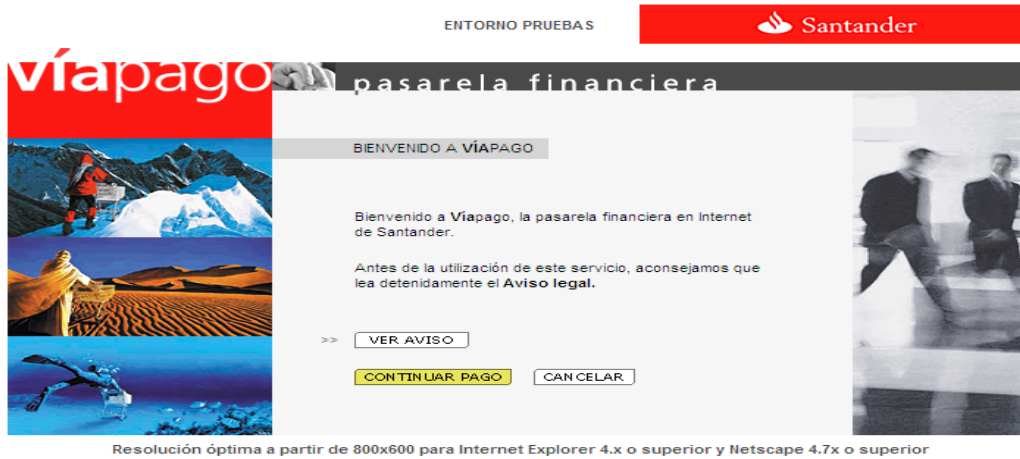 ENTORNO PRUEBAS
Santander
víapago
pasarela financiera
BIENVENIDO A VÍAPAGO
Bienvenido a Víapago, la pasarela financiera en Internet
de Santander.
Antes de la utilización de este servicio, aconsejamos que
lea detenidamente el Aviso legal.
>> VER AVISO
CONTINUAR PAGO CANCELAR
Resolución óptima a partir de 800x600 para Internet Explorer 4.x o superior y Netscape 4.7x o superior